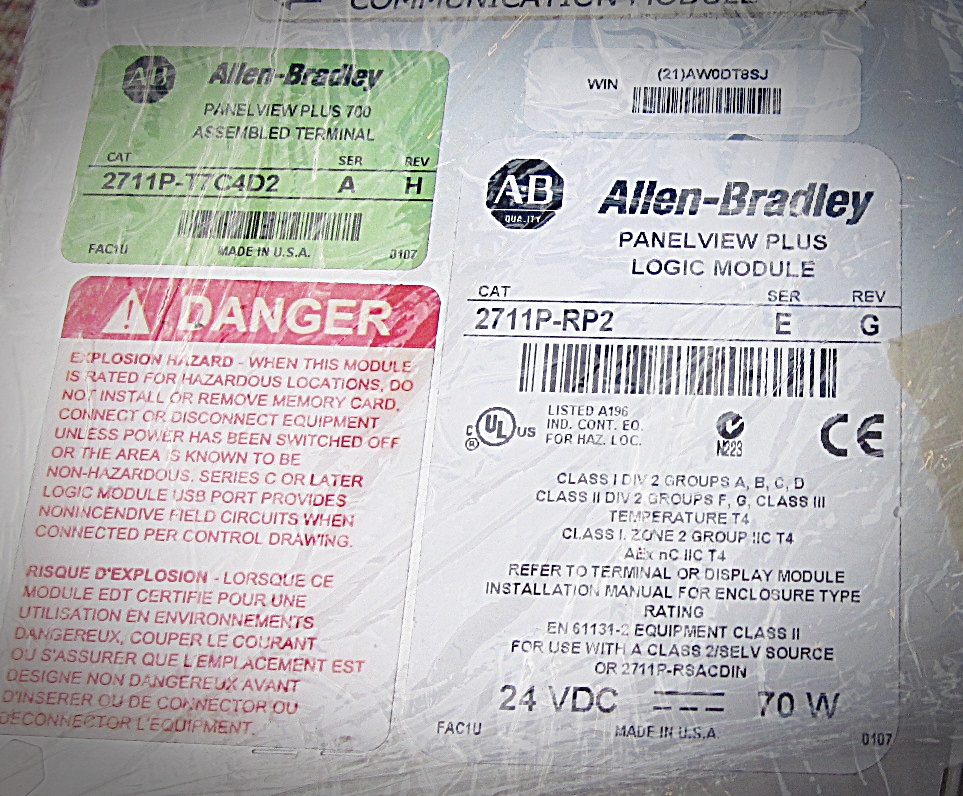 COMMUNICATION MODULE
A-B
Allen-Bradley
PANELVIEW PLUS 700
ASSEMBLED TERMINAL
CAT SER REV
2711P-T7C4D2 A H
FAC1U MADE IN U.S.A. 0107
WIN (21)AW0DT8SJ
A-B
QUALITY
Allen-Bradley
PANELVIEW PLUS
LOGIC MODULE
CAT SER REV
2711P-RP2 E G
c UL us
R
LISTED A196
IND. CONT. EQ.
FOR HAZ. LOC.
N223
CE
CLASS I DIV 2 GROUPS A, B, C, D
CLASS II DIV 2 GROUPS F, G, CLASS III
TEMPERATURE T4
CLASS I, ZONE 2 GROUP IIC T4
AEx nC IIC T4
REFER TO TERMINAL OR DISPLAY MODULE
INSTALLATION MANUAL FOR ENCLOSURE TYPE
RATING
EN 61131-2 EQUIPMENT CLASS II
FOR USE WITH A CLASS 2/SELV SOURCE
OR 2711P-RSACDIN
24 VDC 70 W
FAC1U MADE IN U.S.A 0107
DANGER
EXPLOSION HAZARD - WHEN THIS MODULE
IS RATED FOR HAZARDOUS LOCATIONS, DO
NOT INSTALL OR REMOVE MEMORY CARD,
CONNECT OR DISCONNECT EQUIPMENT
UNLESS POWER HAS BEEN SWITCHED OFF
OR THE AREA IS KNOWN TO BE
NON-HAZARDOUS. SERIES C OR LATER
LOGIC MODULE USB PORT PROVIDES
NONINCENDIVE FIELD CIRCUITS WHEN
CONNECTED PER CONTROL DRAWING.
RISQUE D'EXPLOSION - LORSQUE CE
MODULE EDT CERTIFIE POUR UNE
UTILISATION EN ENVIRONNEMENTS
DANGEREUX, COUPER LE COURANT
OU S'ASSURER QUE L'EMPLACEMENT EST
DESIGNE NON DANGEREUX AVANT
D'INSERER OU DE CONNECTOR OU
DECONNECTOR L'EQUIPMENT.